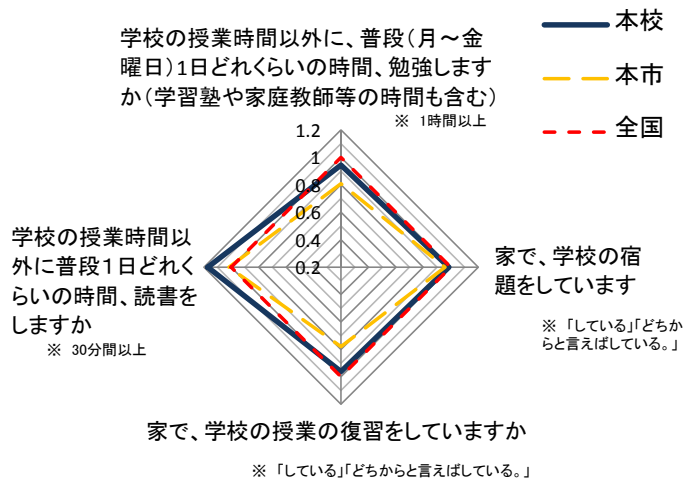 学校の授業時間以外に、普段（月～金
曜日）1日どれくらいの時間、勉強します
か（学習塾や家庭教師等の時間も含む）
※ 1時間以上
本校
本市
全国
1.2
1
0.8
0.6
0.4
0.2
学校の授業時間以
外に普段１日どれく
らいの時間、読書を
しますか
※ 30分間以上
家で、学校の宿
題をしています
※ 「している」「どちか
らと言えばしている。」
家で、学校の授業の復習をしていますか
※ 「している」「どちからと言えばしている。」